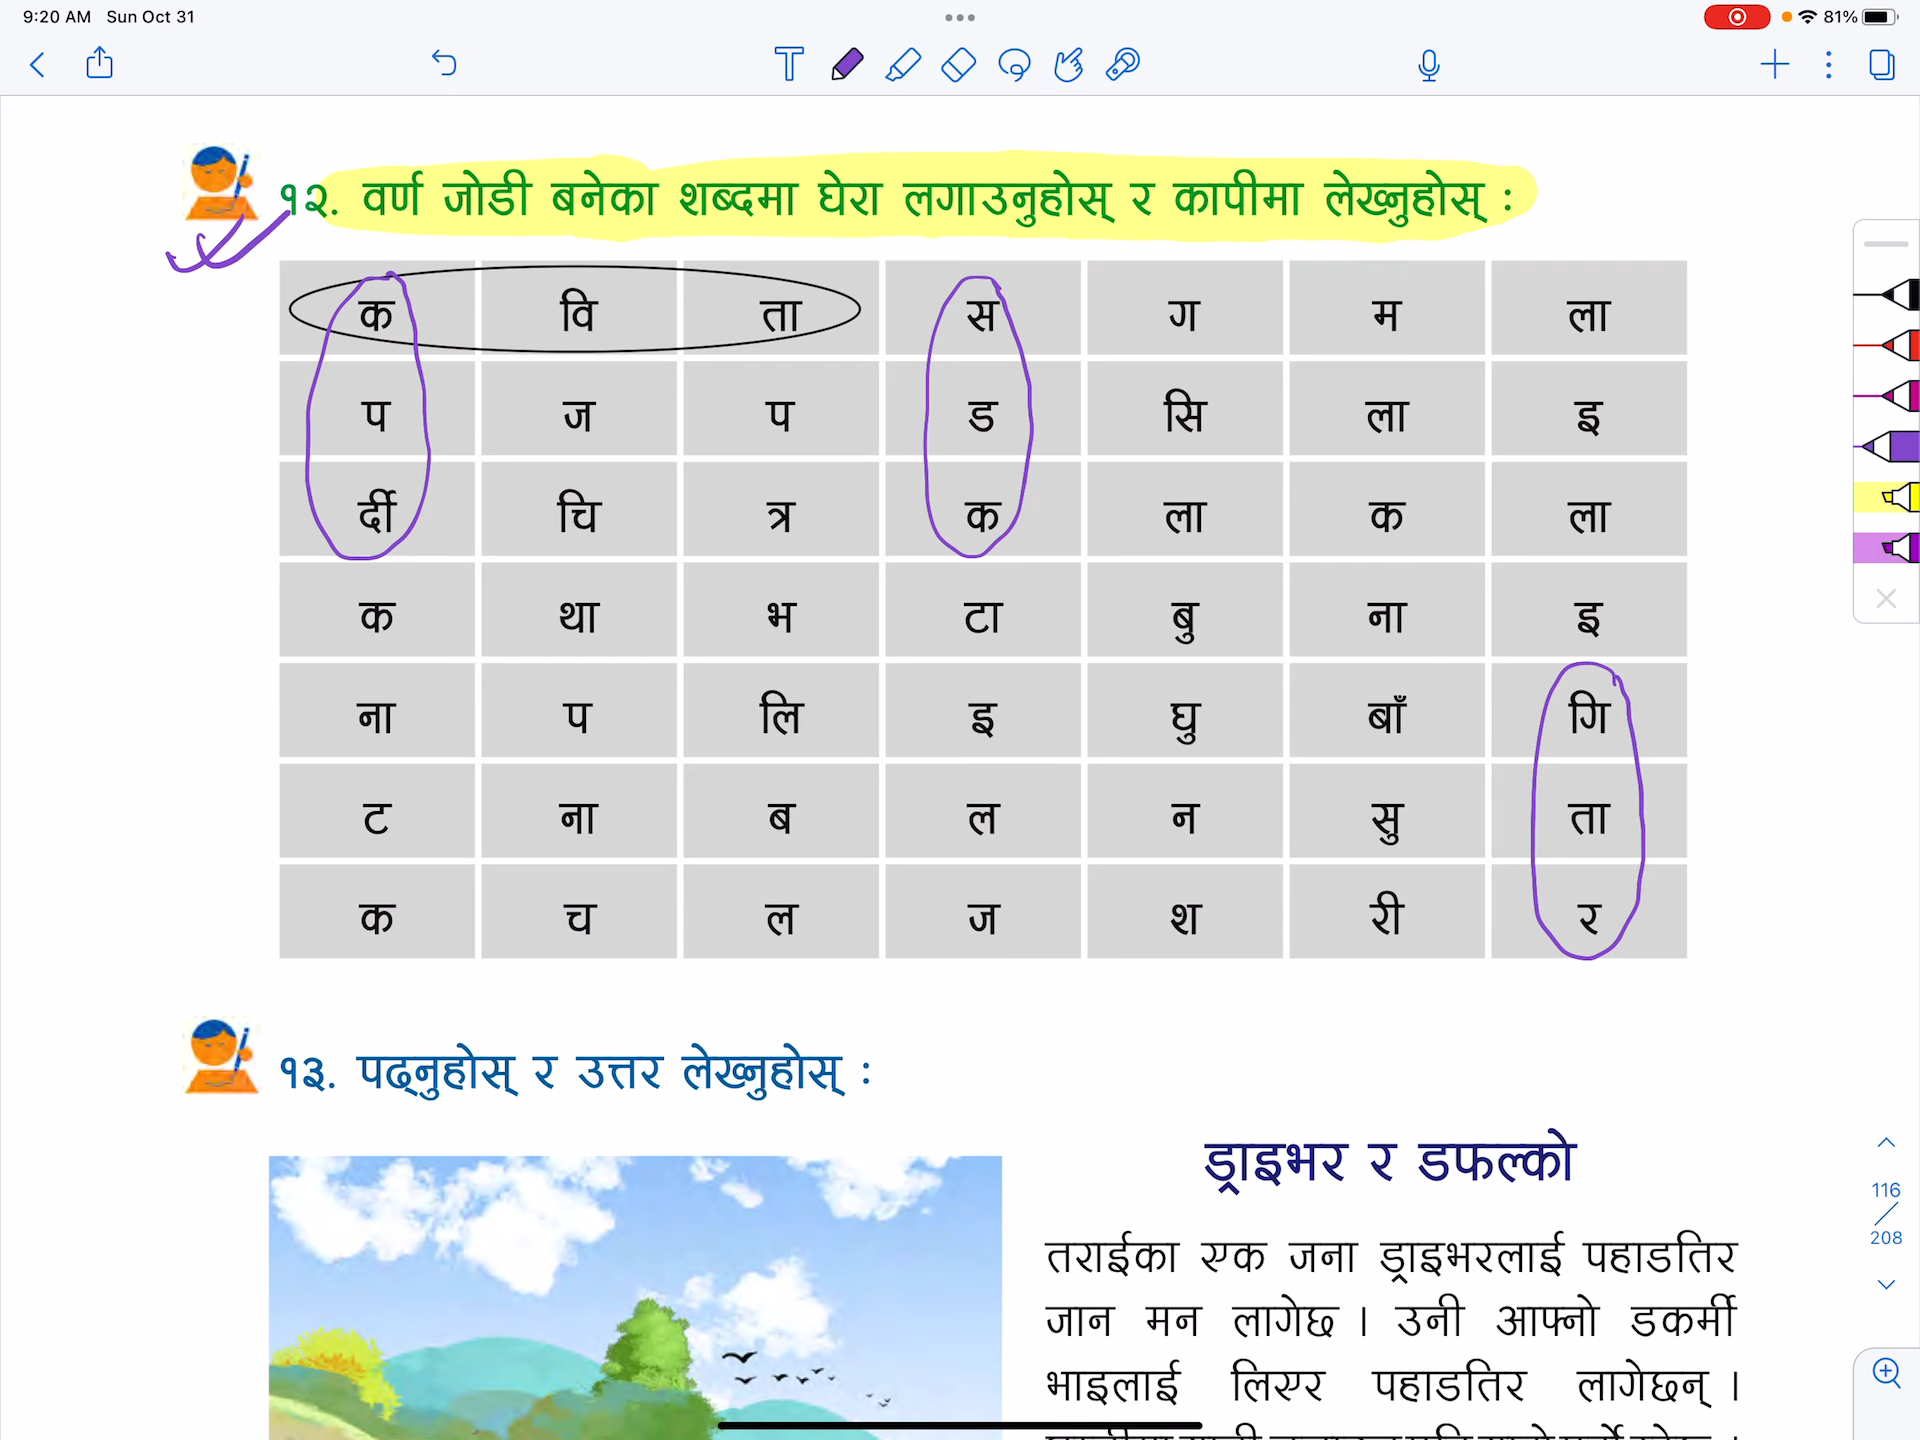 9:20 AM Sun Oct 31
81%
१२. वर्ण जोडी बनेका शब्दमा घेरा लगाउनुहोस् र कापीमा लेख्नुहोस् :
क वि ता स ग म ला
प ज प ड सि ला इ
र्दी चि त्र क ला क ला
क था भ टा बु ना इ
ना प लि इ घु बाँ गि
ट ना ब ल न सु ता
क च ल ज श री र
१३. पढ्नुहोस् र उत्तर लेख्नुहोस् :
ड्राइभर र डफल्को
तराईका एक जना ड्राइभरलाई पहाडतिर
जान मन लागेछ । उनी आफ्नो डकर्मी
भाइलाई लिएर पहाडतिर लागेछन् ।
116
208